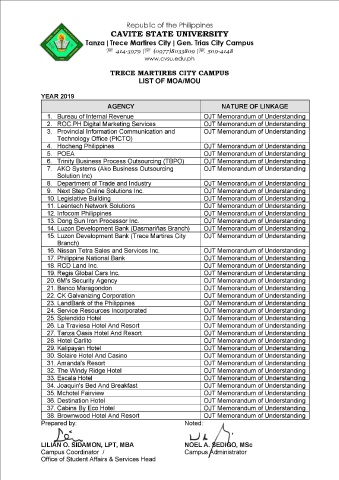 Republic of the Philippines
CAVITE STATE UNIVERSITY
Tanza | Trece Martires City | Gen. Trias City Campus
☏ 414-3979 |☏ (0977)8033809 |☏ 509-4148
www.cvsu.edu.ph
TRECE MARTIRES CITY CAMPUS
LIST OF MOA/MOU
YEAR 2019
AGENCY NATURE OF LINKAGE
1. Bureau of Internal Revenue OJT Memorandum of Understanding
2. ROC.PH Digital Marketing Services OJT Memorandum of Understanding
3. Provincial Information Communication and OJT Memorandum of Understanding
Technology Office (PICTO)
4. Hocheng Philippines OJT Memorandum of Understanding
5. POEA OJT Memorandum of Understanding
6. Trinity Business Process Outsourcing (TBPO) OJT Memorandum of Understanding
7. AKO Systems (Ako Business Outsourcing OJT Memorandum of Understanding
Solution Inc)
8. Department of Trade and Industry OJT Memorandum of Understanding
9. Next Step Online Solutions Inc. OJT Memorandum of Understanding
10. Legislative Building OJT Memorandum of Understanding
11. Leentech Network Solutions OJT Memorandum of Understanding
12. Infocom Philippines OJT Memorandum of Understanding
13. Dong Sun Iron Processor Inc. OJT Memorandum of Understanding
14. Luzon Development Bank (Dasmariñas Branch) OJT Memorandum of Understanding
15. Luzon Development Bank (Trece Martires City OJT Memorandum of Understanding
Branch)
16. Nissan Tetra Sales and Services Inc. OJT Memorandum of Understanding
17. Philippine National Bank OJT Memorandum of Understanding
18. RCD Land Inc. OJT Memorandum of Understanding
19. Regis Global Cars Inc. OJT Memorandum of Understanding
20. 6M's Security Agency OJT Memorandum of Understanding
21. Banco Maragondon OJT Memorandum of Understanding
22. CK Galvanizing Corporation OJT Memorandum of Understanding
23. LandBank of the Philippines OJT Memorandum of Understanding
24. Service Resources Incorporated OJT Memorandum of Understanding
25. Splendido Hotel OJT Memorandum of Understanding
26. La Traviesa Hotel And Resort OJT Memorandum of Understanding
27. Tanza Oasis Hotel And Resort OJT Memorandum of Understanding
28. Hotel Carlito OJT Memorandum of Understanding
29. Kalipayan Hotel OJT Memorandum of Understanding
30. Solaire Hotel And Casino OJT Memorandum of Understanding
31. Amanda's Resort OJT Memorandum of Understanding
32. The Windy Ridge Hotel OJT Memorandum of Understanding
33. Escala Hotel OJT Memorandum of Understanding
34. Joaquin's Bed And Breakfast OJT Memorandum of Understanding
35. Mchotel Fairview OJT Memorandum of Understanding
36. Destination Hotel OJT Memorandum of Understanding
37. Cabina By Eco Hotel OJT Memorandum of Understanding
38. Brownwood Hotel And Resort OJT Memorandum of Understanding
Prepared by: Noted:
LILIAN O. SIDAMON, LPT, MBA NOEL A. SEDIGO, MSc
Campus Coordinator / Campus Administrator
Office of Student Affairs & Services Head